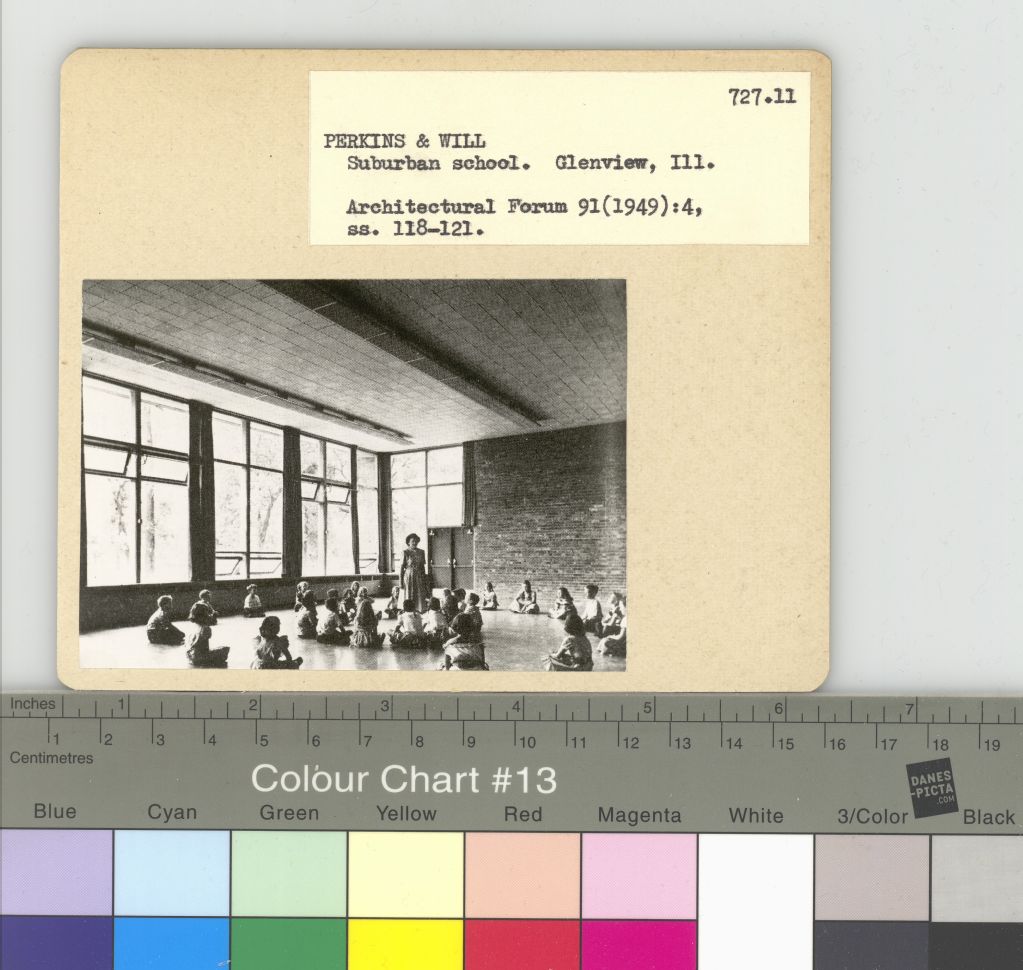 727.11
PERKINS & WILL
Suburban school. Glenview, Ill.
Architectural Forum 91(1949):4,
ss. 118-121.
Inches 1 2 3 4 5 6 7
1 2 3 4 5 6 7 8 9 10 11 12 13 14 15 16 17 18 19
Centimetres
Colour Chart #13
DANES
-PICTA
.COM
Blue Cyan Green Yellow Red Magenta White 3/Color Black